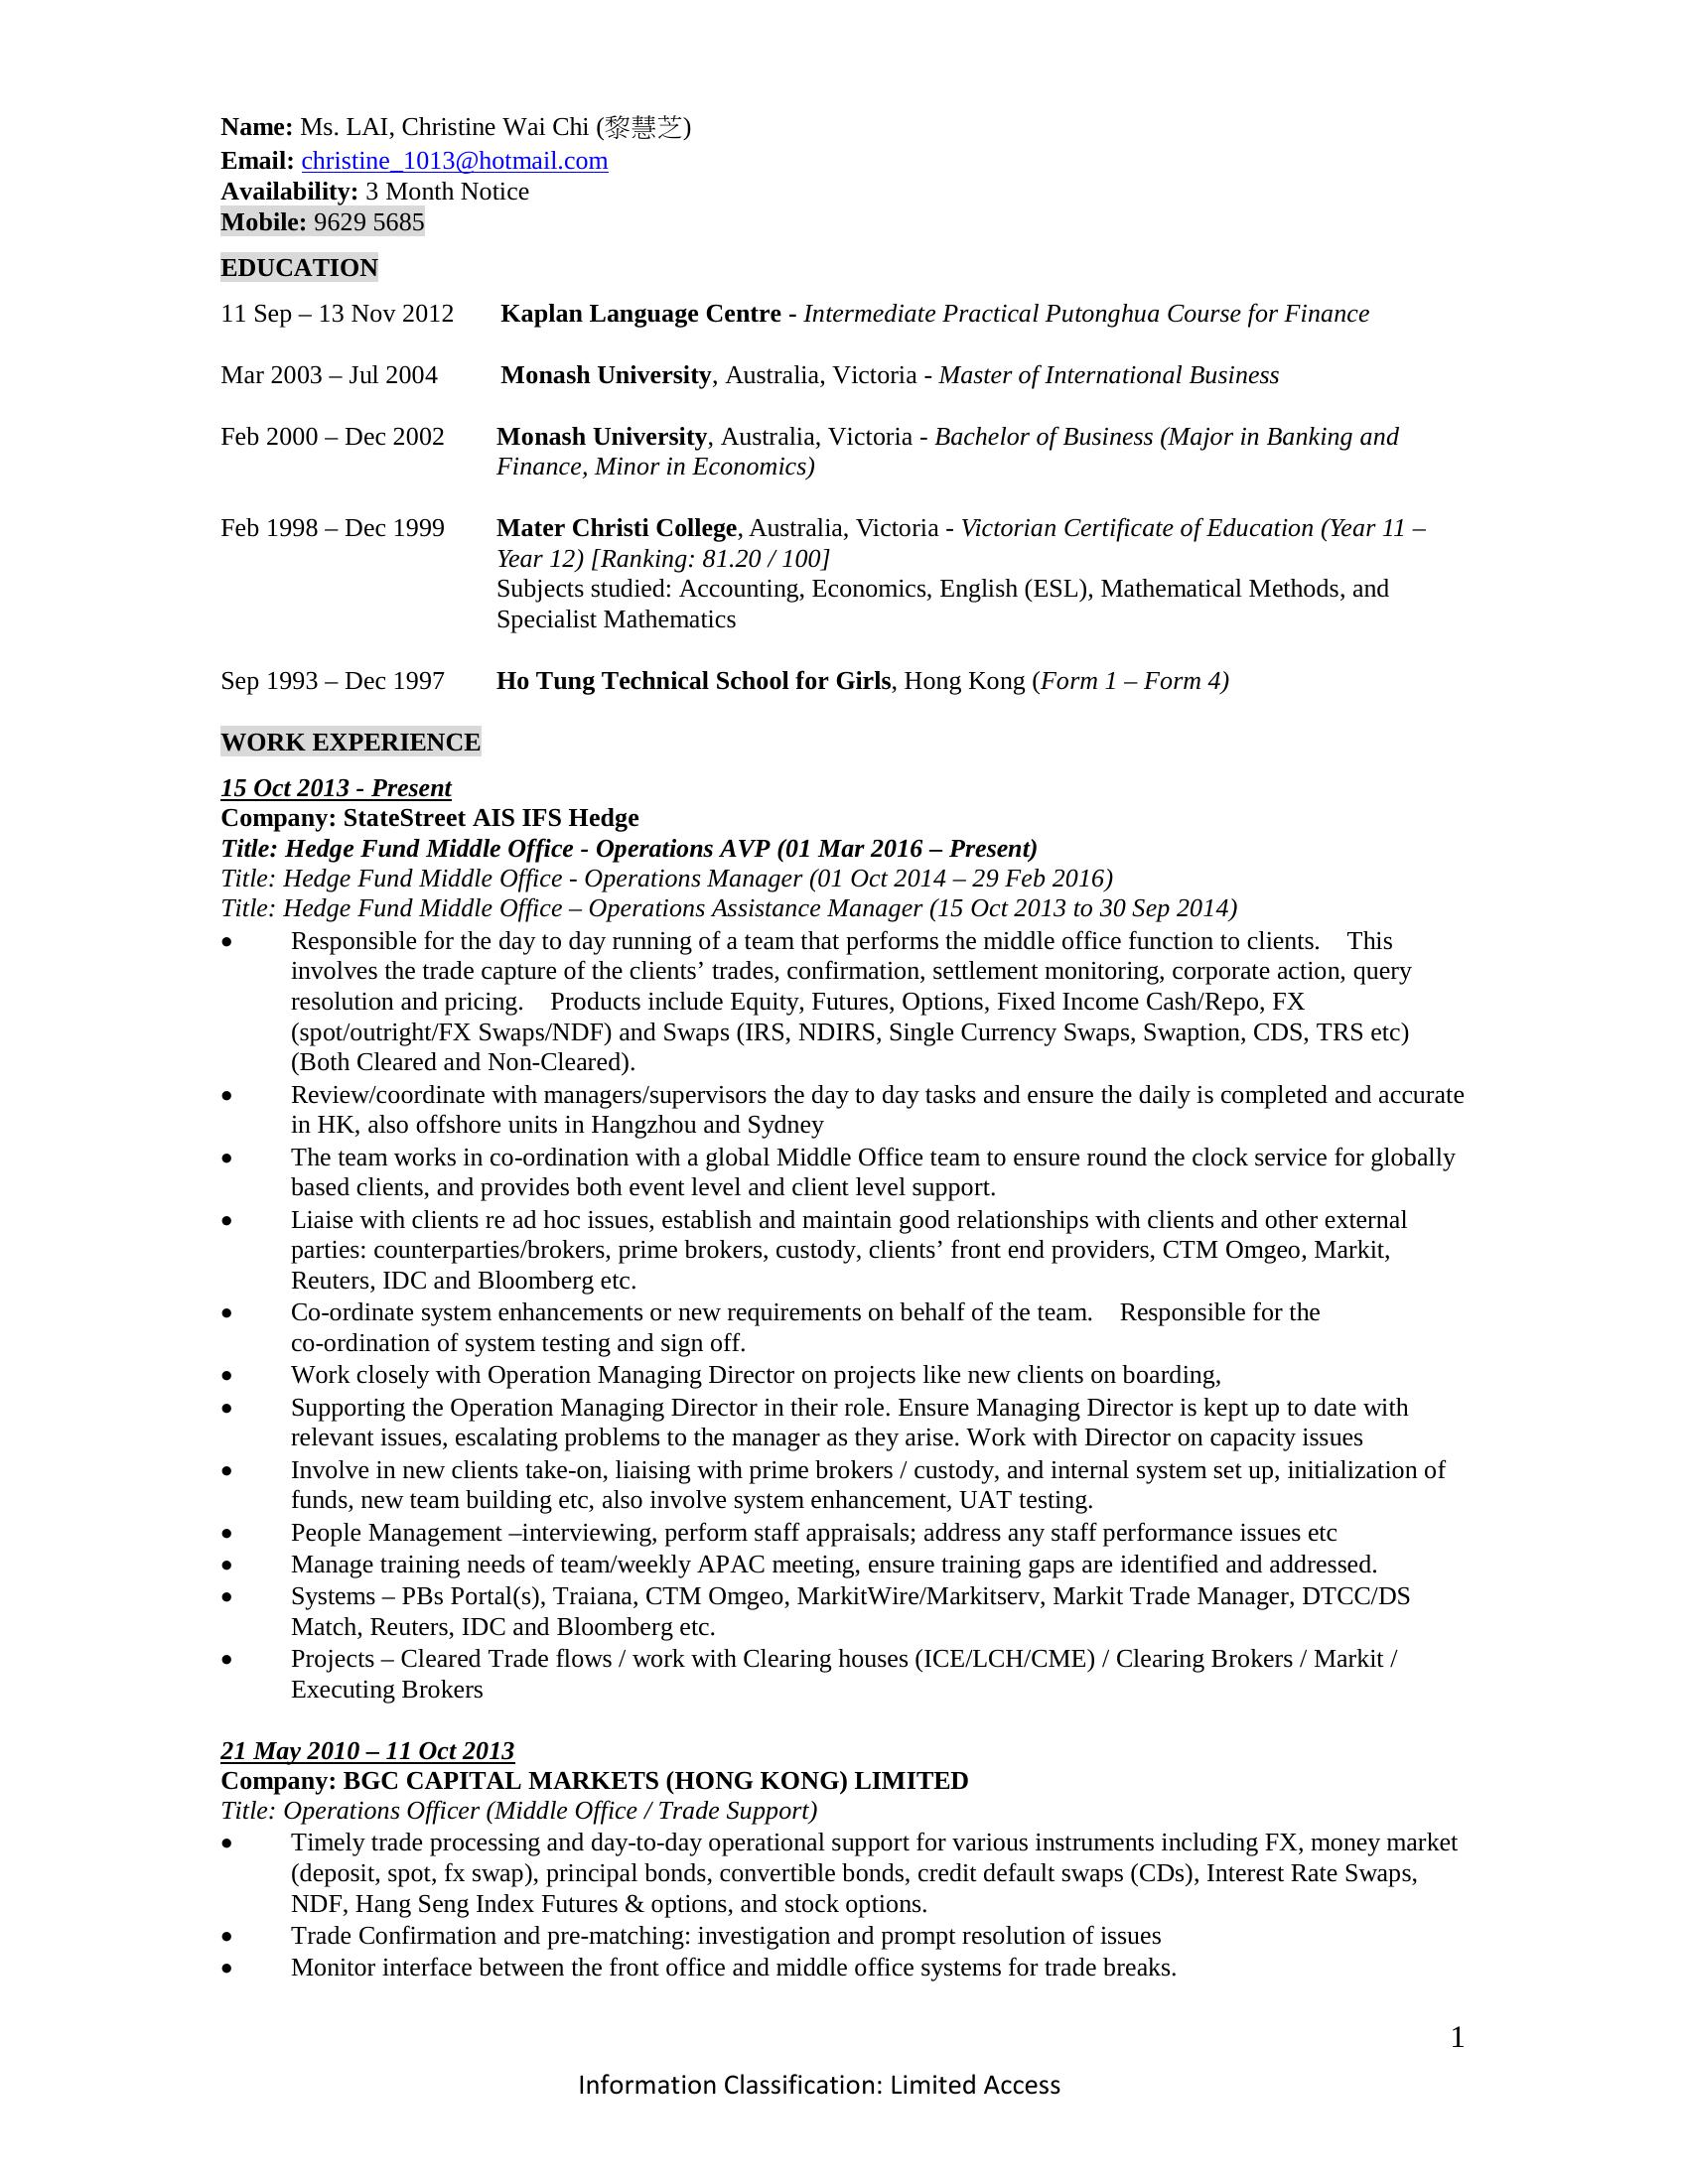 Name: Ms. LAI, Christine Wai Chi (黎慧芝)
Email: christine_1013@hotmail.com
Availability: 3 Month Notice
Mobile: 9629 5685
EDUCATION
11 Sep – 13 Nov 2012 Kaplan Language Centre - Intermediate Practical Putonghua Course for Finance
Mar 2003 – Jul 2004 Monash University, Australia, Victoria - Master of International Business
Feb 2000 – Dec 2002 Monash University, Australia, Victoria - Bachelor of Business (Major in Banking and
Finance, Minor in Economics)
Feb 1998 – Dec 1999 Mater Christi College, Australia, Victoria - Victorian Certificate of Education (Year 11 –
Year 12) [Ranking: 81.20 / 100]
Subjects studied: Accounting, Economics, English (ESL), Mathematical Methods, and
Specialist Mathematics
Sep 1993 – Dec 1997 Ho Tung Technical School for Girls, Hong Kong (Form 1 – Form 4)
WORK EXPERIENCE
15 Oct 2013 - Present
Company: StateStreet AIS IFS Hedge
Title: Hedge Fund Middle Office - Operations AVP (01 Mar 2016 – Present)
Title: Hedge Fund Middle Office - Operations Manager (01 Oct 2014 – 29 Feb 2016)
Title: Hedge Fund Middle Office – Operations Assistance Manager (15 Oct 2013 to 30 Sep 2014)
• Responsible for the day to day running of a team that performs the middle office function to clients. This
involves the trade capture of the clients’ trades, confirmation, settlement monitoring, corporate action, query
resolution and pricing. Products include Equity, Futures, Options, Fixed Income Cash/Repo, FX
(spot/outright/FX Swaps/NDF) and Swaps (IRS, NDIRS, Single Currency Swaps, Swaption, CDS, TRS etc)
(Both Cleared and Non-Cleared).
• Review/coordinate with managers/supervisors the day to day tasks and ensure the daily is completed and accurate
in HK, also offshore units in Hangzhou and Sydney
• The team works in co-ordination with a global Middle Office team to ensure round the clock service for globally
based clients, and provides both event level and client level support.
• Liaise with clients re ad hoc issues, establish and maintain good relationships with clients and other external
parties: counterparties/brokers, prime brokers, custody, clients’ front end providers, CTM Omgeo, Markit,
Reuters, IDC and Bloomberg etc.
• Co-ordinate system enhancements or new requirements on behalf of the team. Responsible for the
co-ordination of system testing and sign off.
• Work closely with Operation Managing Director on projects like new clients on boarding,
• Supporting the Operation Managing Director in their role. Ensure Managing Director is kept up to date with
relevant issues, escalating problems to the manager as they arise. Work with Director on capacity issues
• Involve in new clients take-on, liaising with prime brokers / custody, and internal system set up, initialization of
funds, new team building etc, also involve system enhancement, UAT testing.
• People Management –interviewing, perform staff appraisals; address any staff performance issues etc
• Manage training needs of team/weekly APAC meeting, ensure training gaps are identified and addressed.
• Systems – PBs Portal(s), Traiana, CTM Omgeo, MarkitWire/Markitserv, Markit Trade Manager, DTCC/DS
Match, Reuters, IDC and Bloomberg etc.
• Projects – Cleared Trade flows / work with Clearing houses (ICE/LCH/CME) / Clearing Brokers / Markit /
Executing Brokers
21 May 2010 – 11 Oct 2013
Company: BGC CAPITAL MARKETS (HONG KONG) LIMITED
Title: Operations Officer (Middle Office / Trade Support)
• Timely trade processing and day-to-day operational support for various instruments including FX, money market
(deposit, spot, fx swap), principal bonds, convertible bonds, credit default swaps (CDs), Interest Rate Swaps,
NDF, Hang Seng Index Futures & options, and stock options.
• Trade Confirmation and pre-matching: investigation and prompt resolution of issues
• Monitor interface between the front office and middle office systems for trade breaks.
1
Information Classification: Limited Access